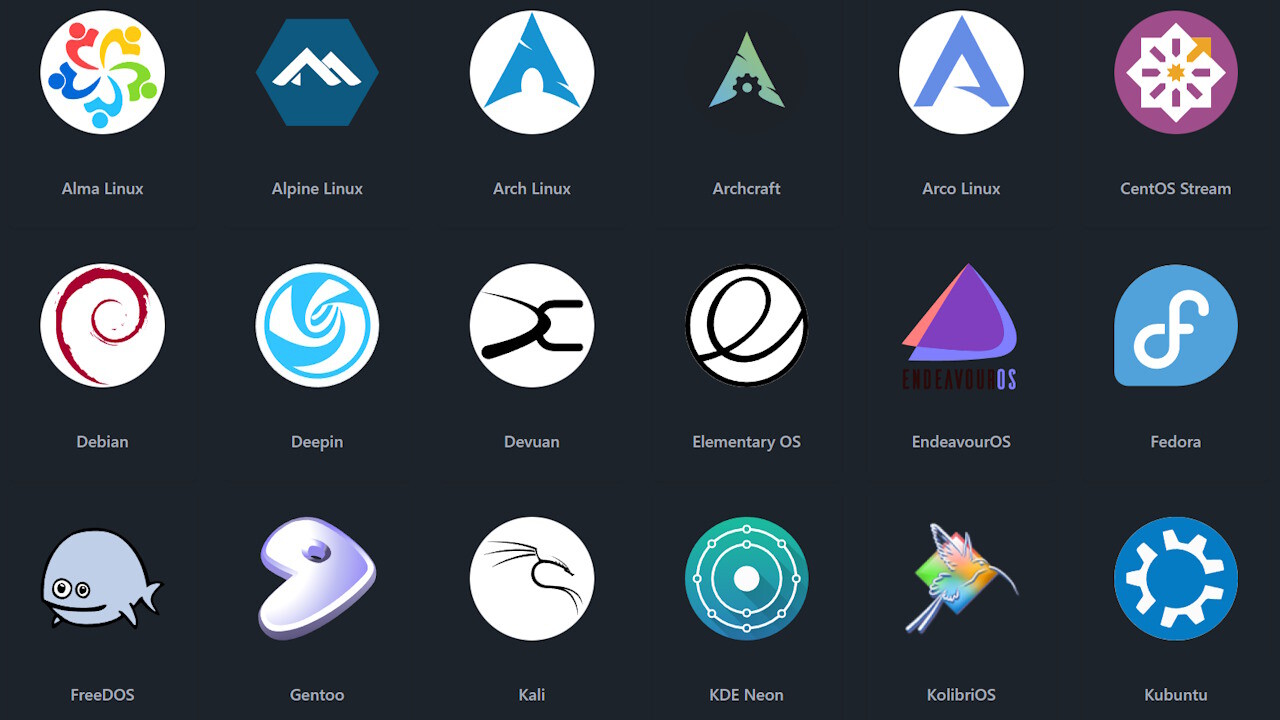 Alma Linux
Alpine Linux
Arch Linux
Archcraft
Arco Linux
CentOS Stream
ENDEAVOUROS
Debian
Deepin
Devuan
Elementary OS
EndeavourOS
Fedora
FreeDOS
Gentoo
Kali
KDE Neon
KolibriOS
Kubuntu